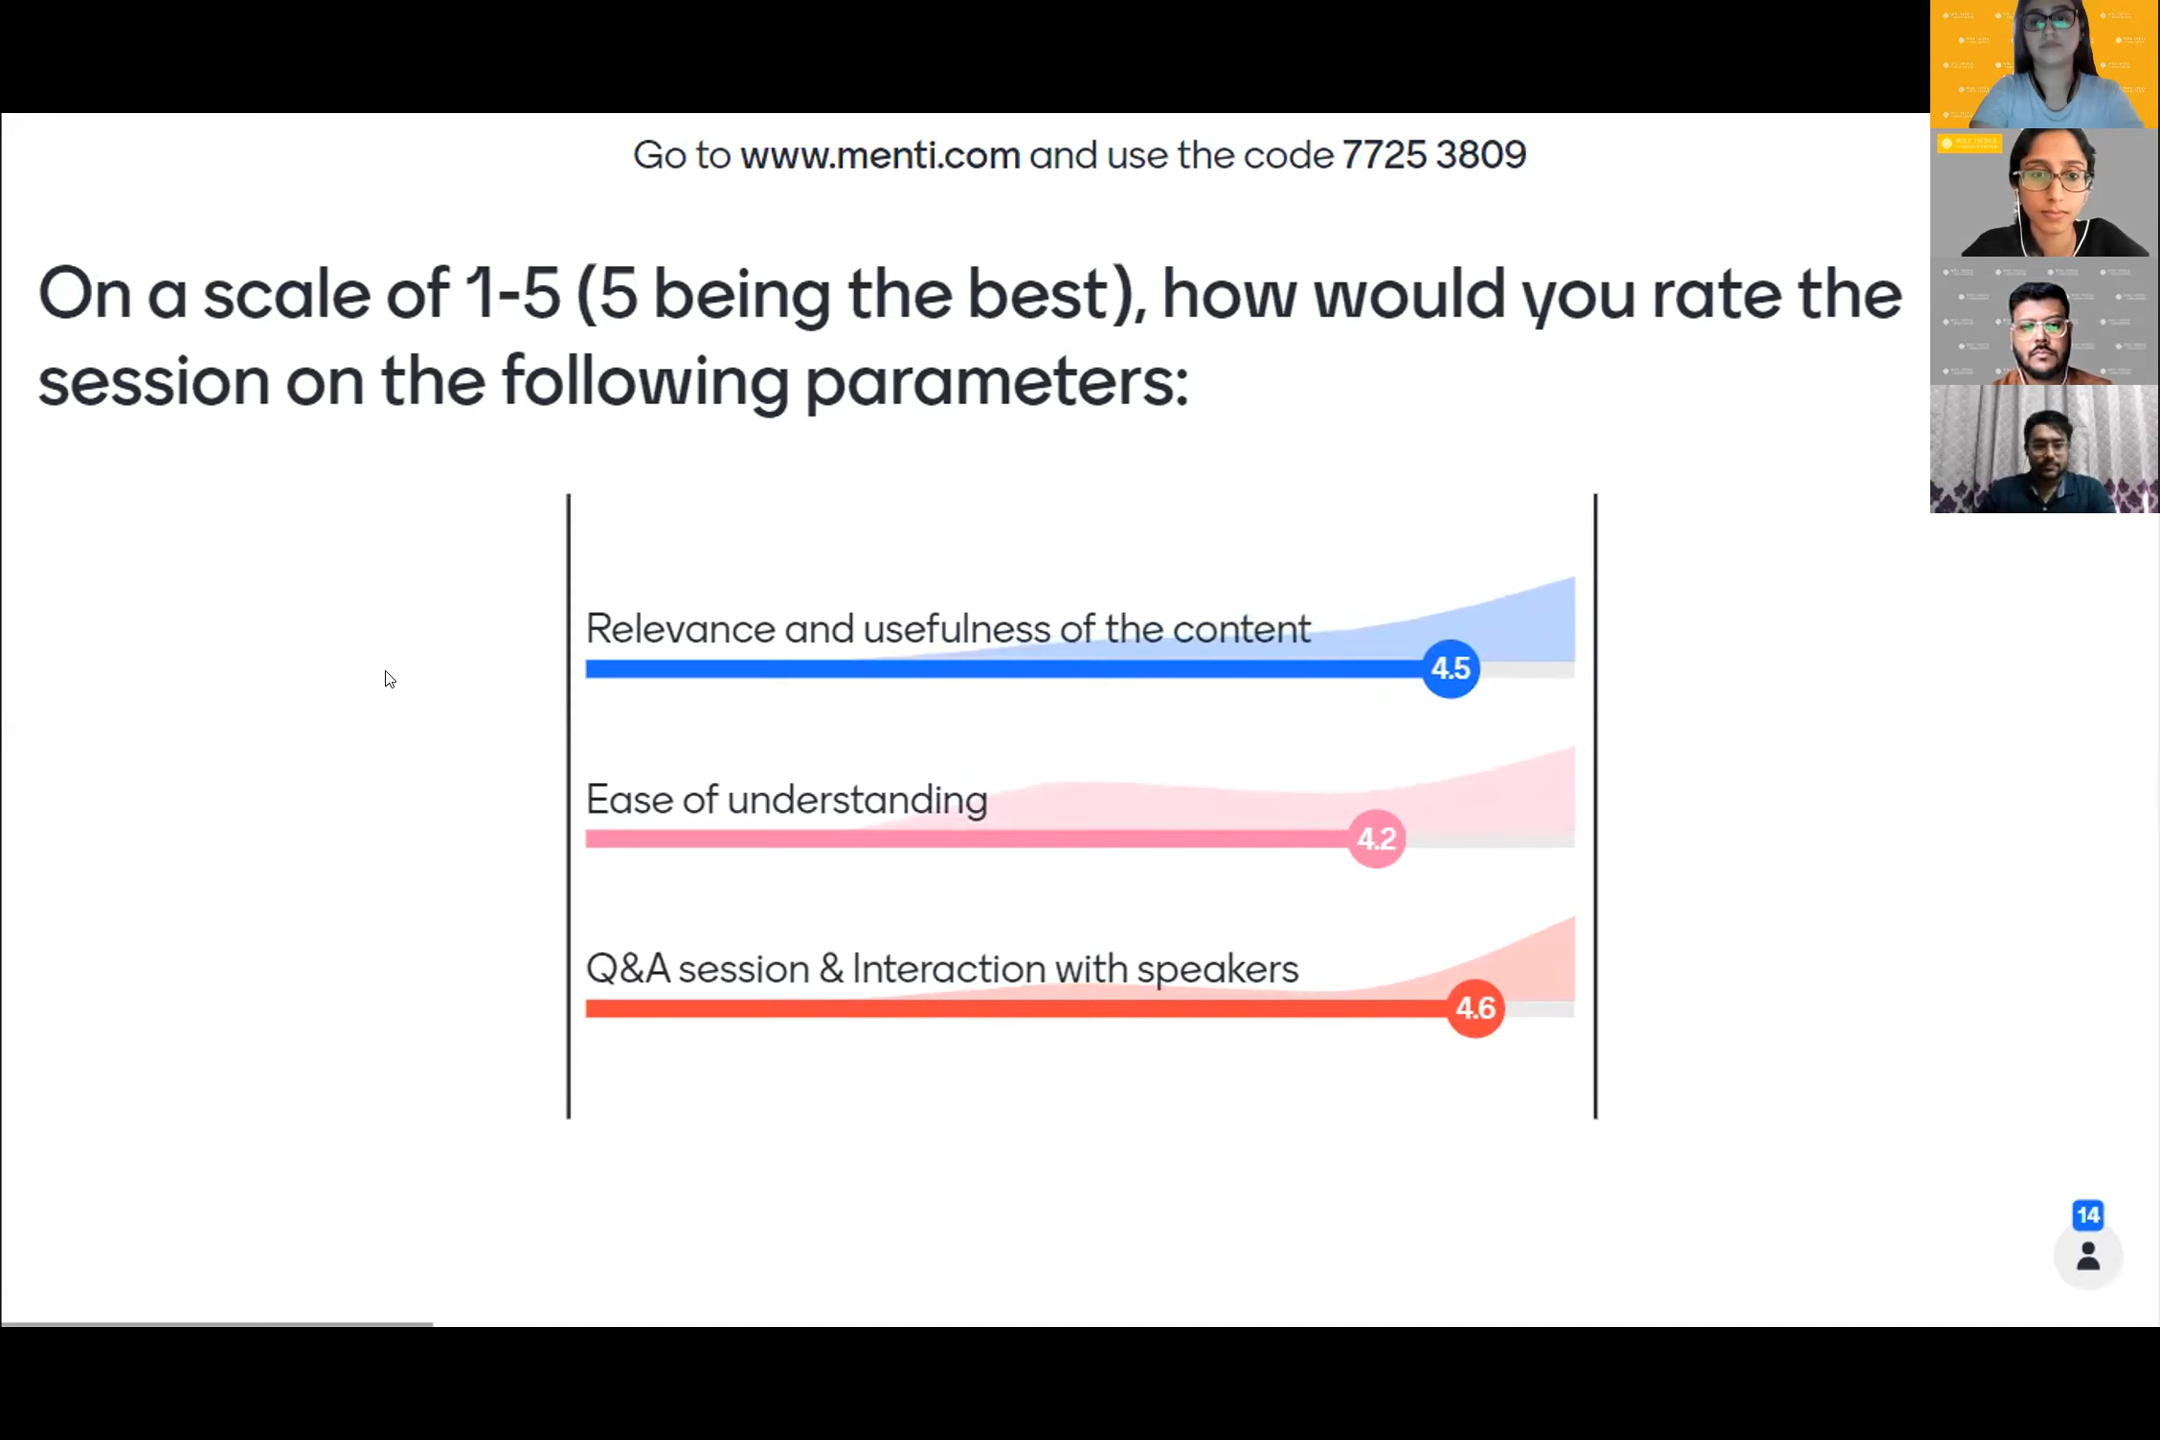 Go to www.menti.com and use the code 7725 3809
On a scale of 1-5 (5 being the best), how would you rate the
session on the following parameters:
Relevance and usefulness of the content
4.5
Ease of understanding
4.2
Q&A session & Interaction with speakers
4.6
14